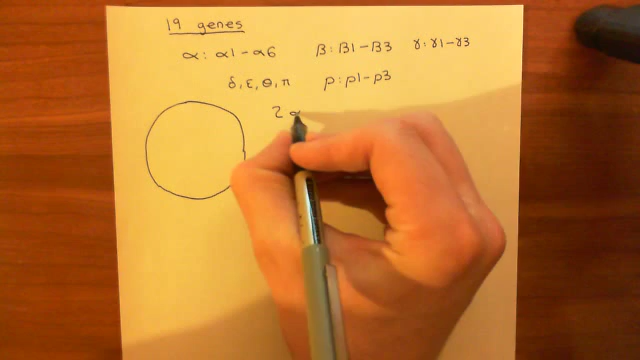 19 genes
α: α1-α6 β: β1-β3 γ: γ1-γ3
δ, ε, θ, π ρ: ρ1-ρ3
2 α